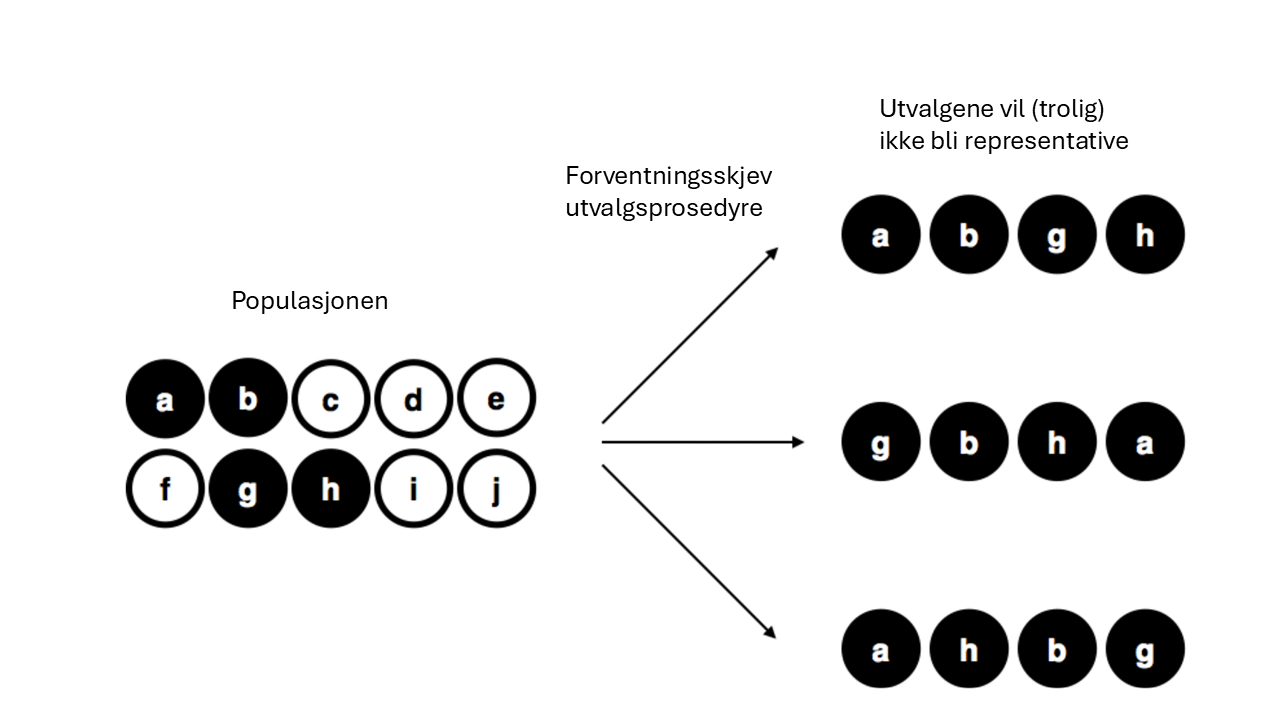 Utvalgene vil (trolig)
ikke bli representative
Forventningsskjev
utvalgsprosedyre
a b g h
Populasjonen
a b c d e
g b h a
f g h i j
a h b g